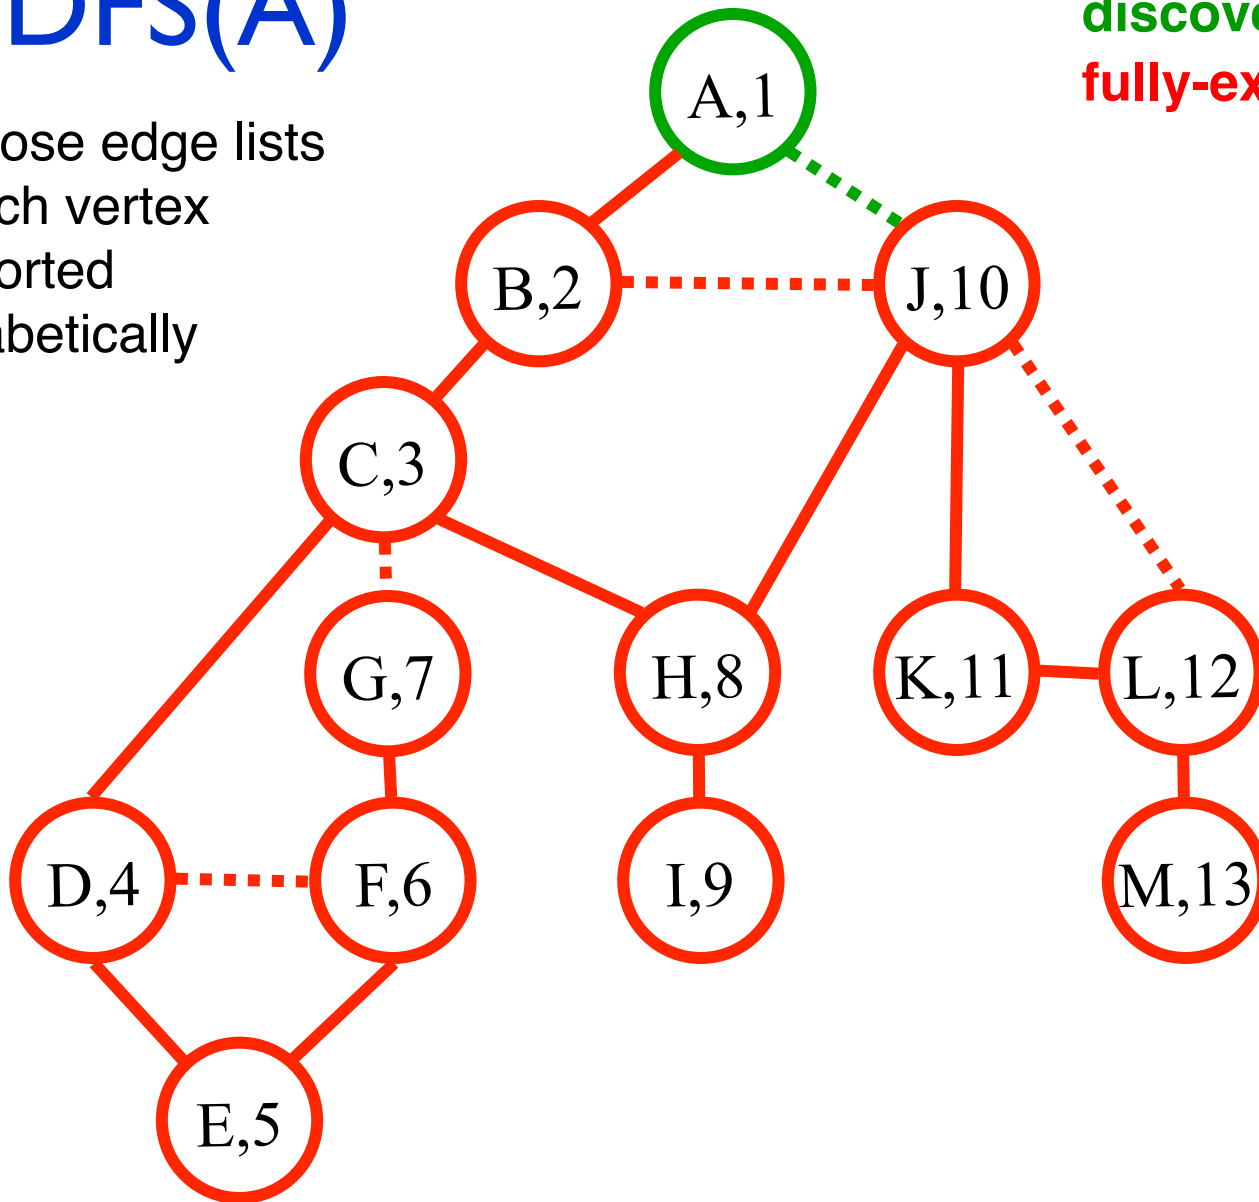 DFS(A)
discove
fully-ex
ose edge lists
ch vertex
orted
abetically
A,1
B,2
J,10
C,3
G,7
H,8
K,11
L,12
D,4
F,6
I,9
M,13
E,5